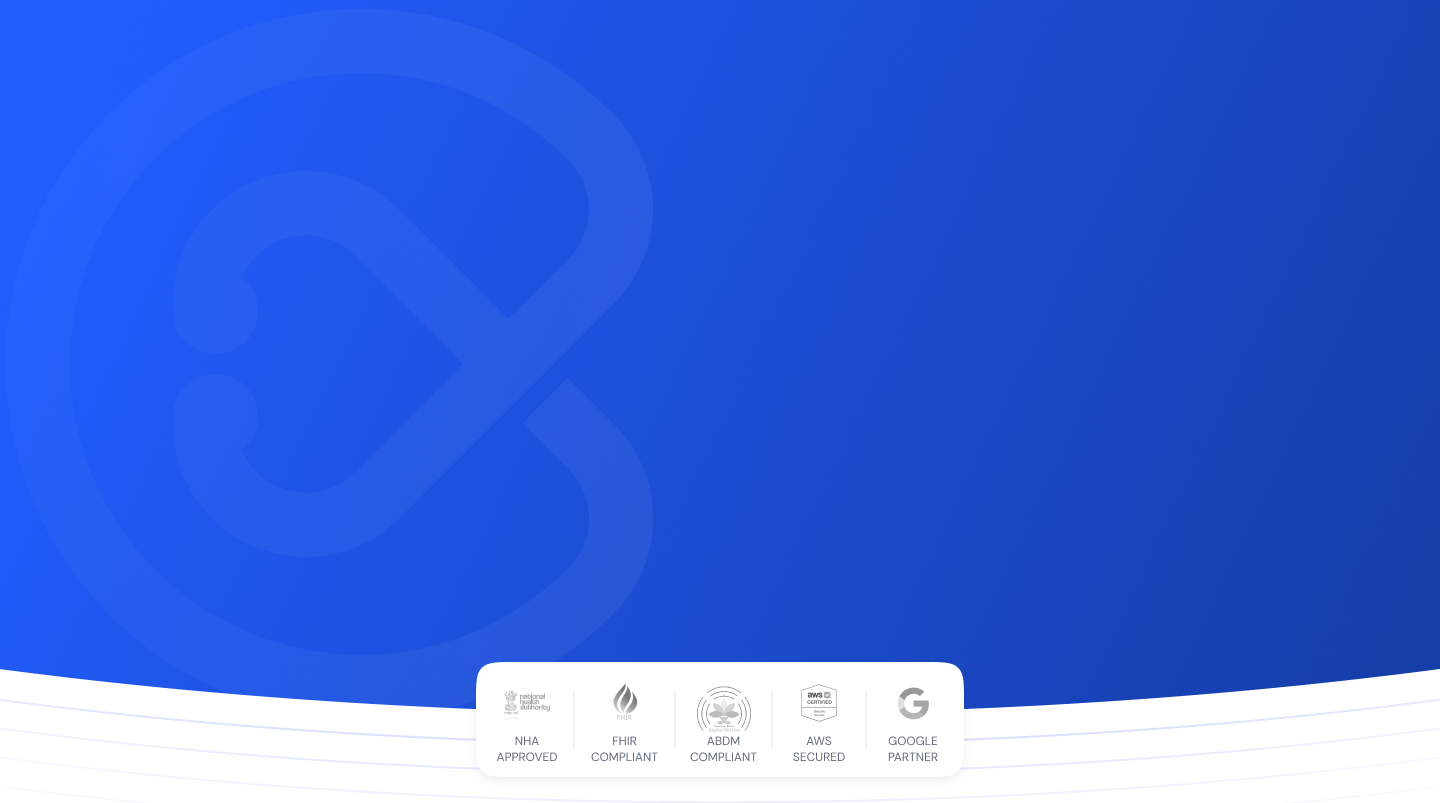 national
health
authority
FHIR
aws
CERTIFIED
NHA
APPROVED
FHIR
COMPLIANT
ABDM
COMPLIANT
AWS
SECURED
GOOGLE
PARTNER